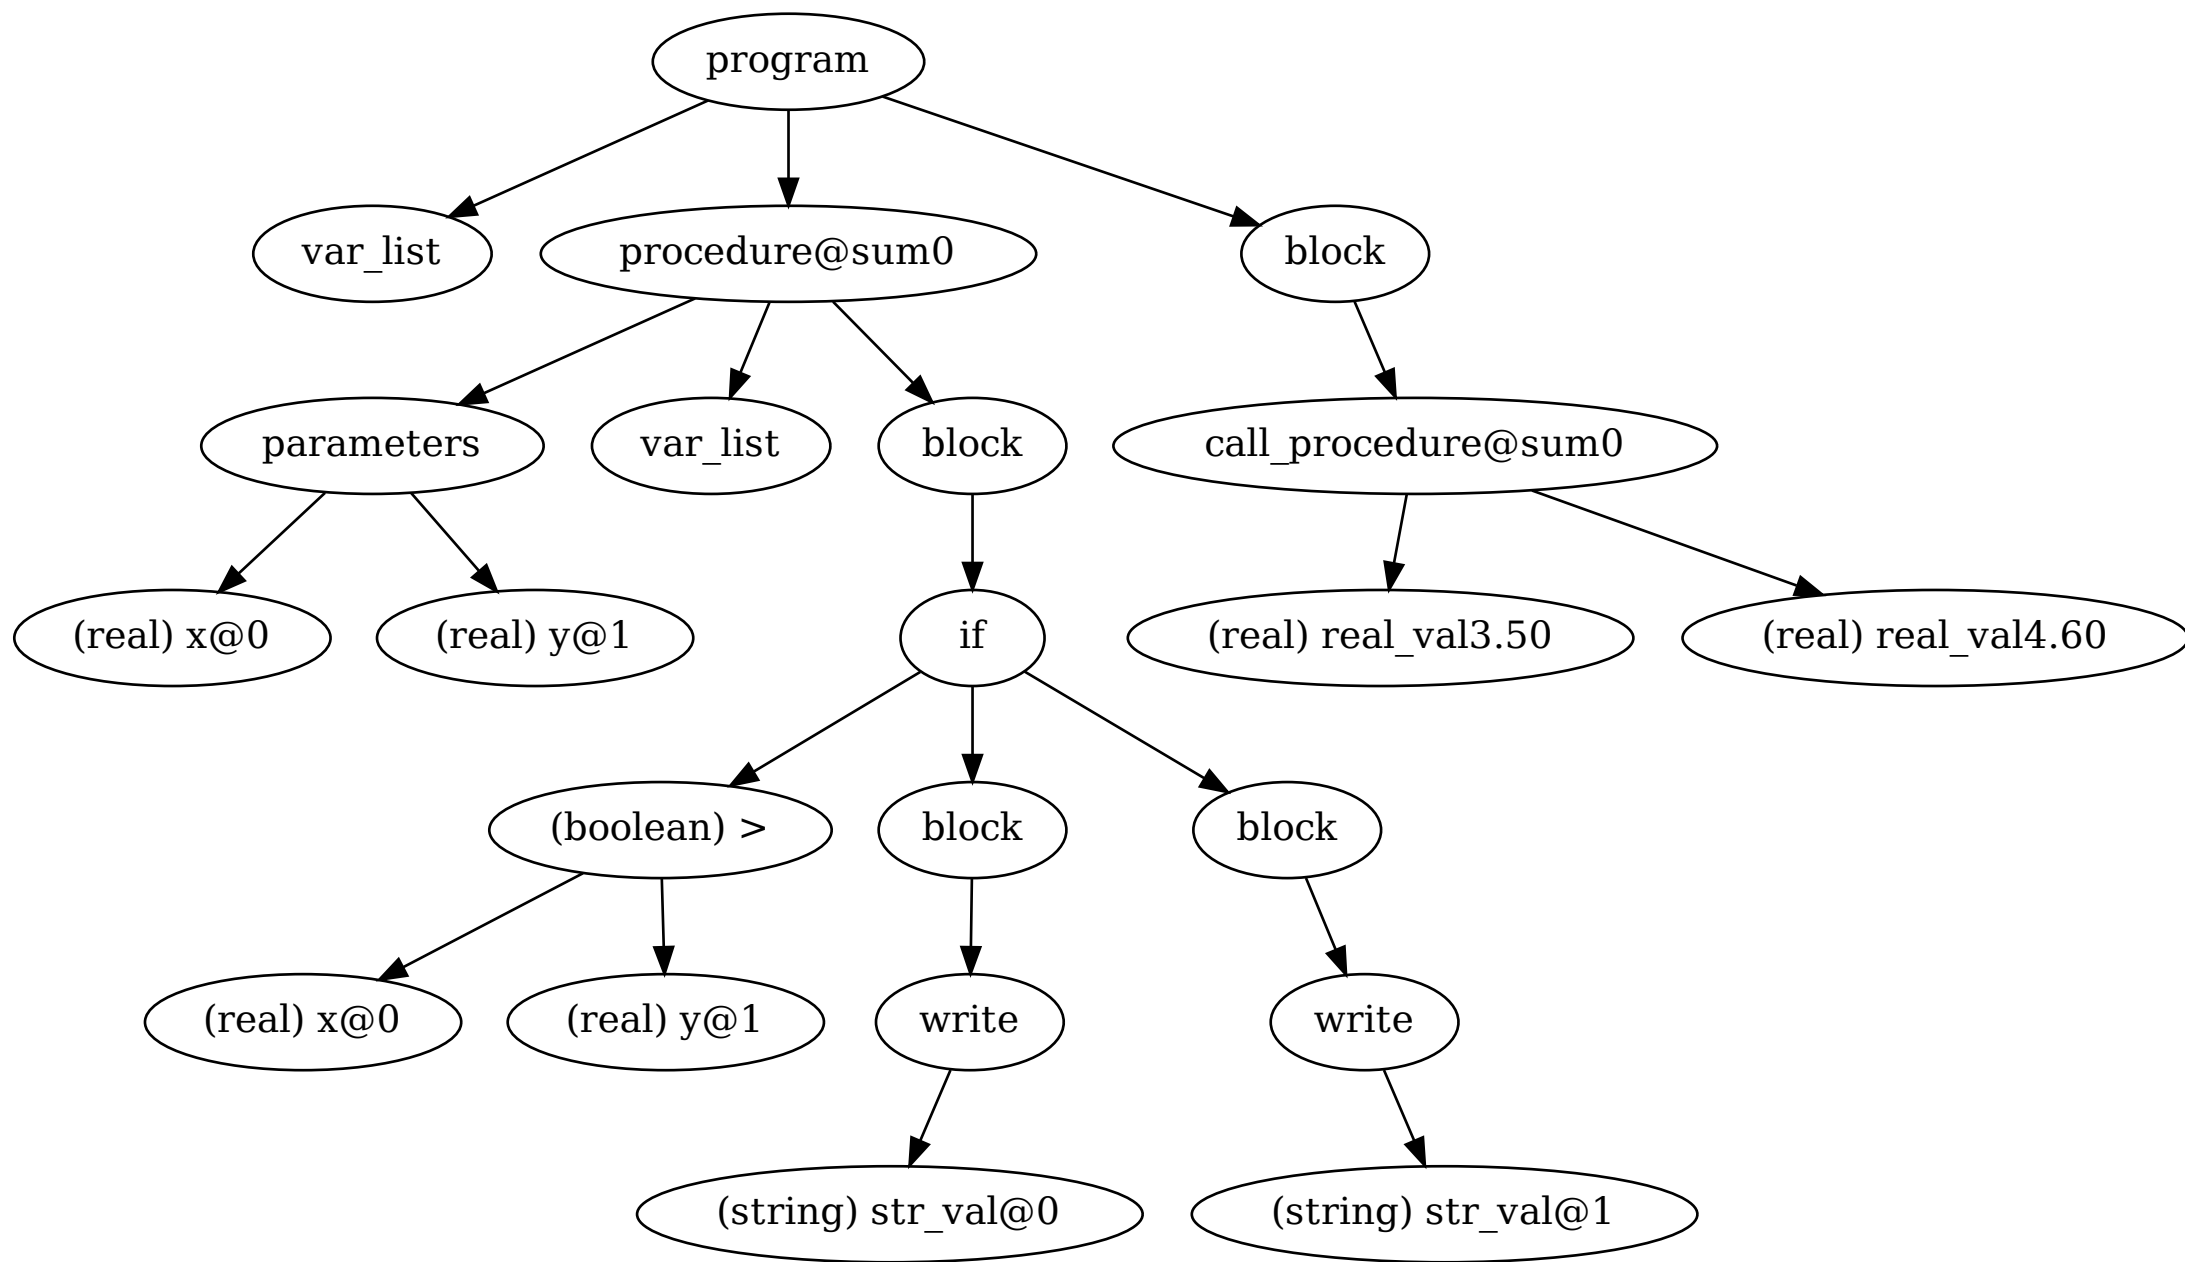 program
var_list
procedure@sum0
block
parameters
var_list
block
call_procedure@sum0
(real) x@0
(real) y@1
if
(real) real_val3.50
(real) real_val4.60
(boolean) >
block
block
(real) x@0
(real) y@1
write
write
(string) str_val@0
(string) str_val@1